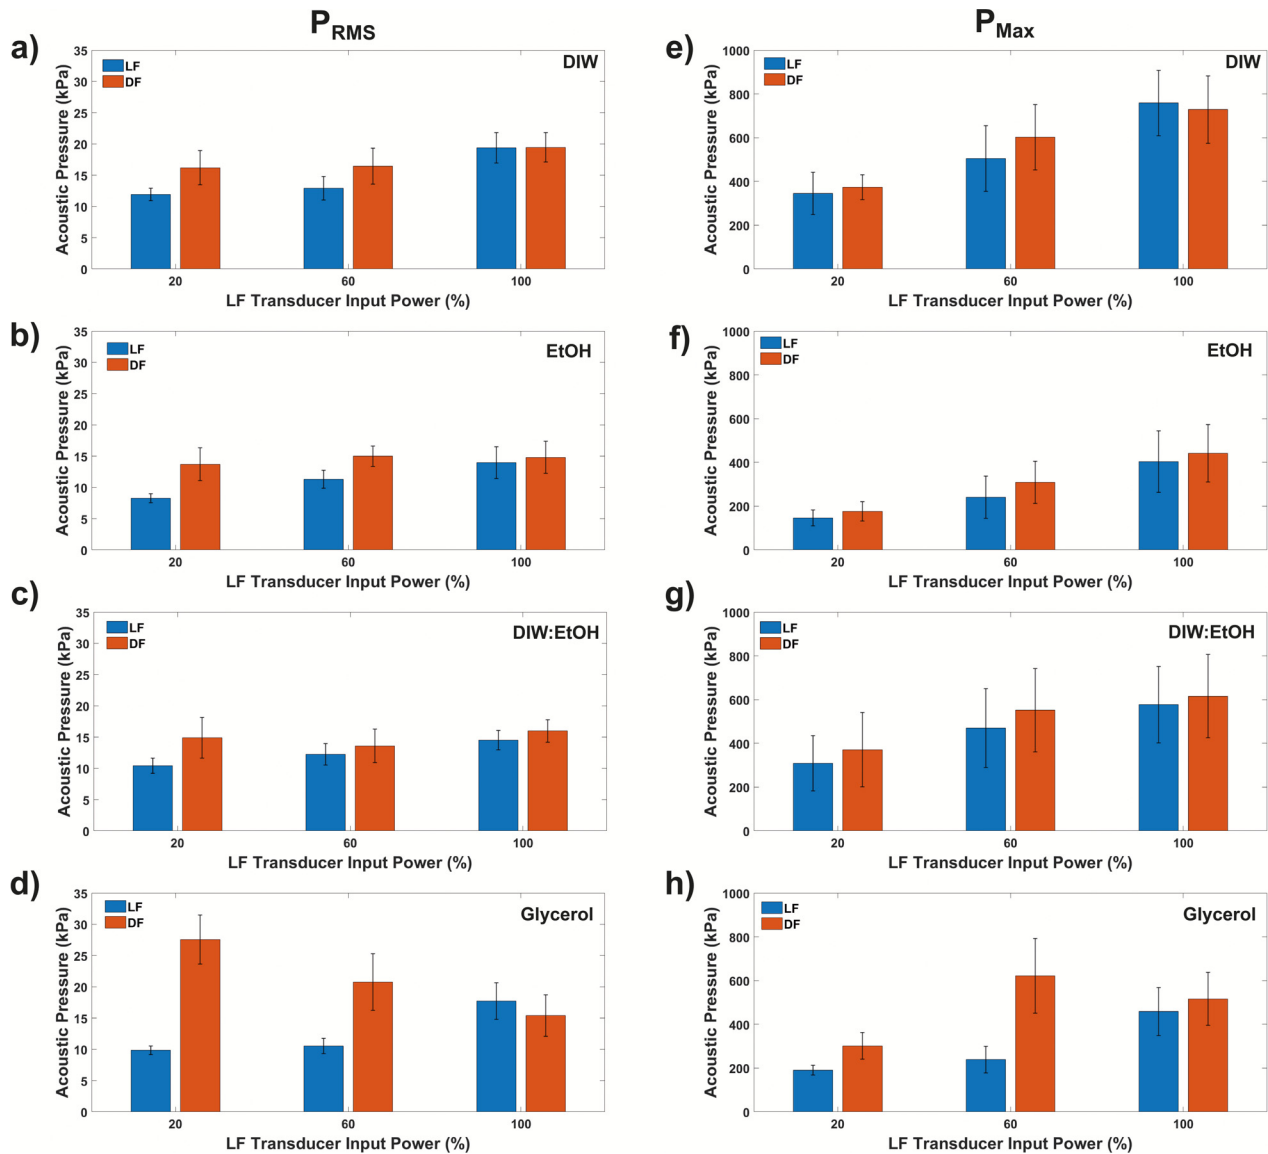 P_RMS
P_Max
a)
DIW
LF
DF
Acoustic Pressure (kPa)
35
30
25
20
15
10
5
0
20
60
100
LF Transducer Input Power (%)
e)
DIW
LF
DF
Acoustic Pressure (kPa)
1000
800
600
400
200
0
20
60
100
LF Transducer Input Power (%)
b)
EtOH
LF
DF
Acoustic Pressure (kPa)
35
30
25
20
15
10
5
0
20
60
100
LF Transducer Input Power (%)
f)
EtOH
LF
DF
Acoustic Pressure (kPa)
1000
800
600
400
200
0
20
60
100
LF Transducer Input Power (%)
c)
DIW:EtOH
LF
DF
Acoustic Pressure (kPa)
35
30
25
20
15
10
5
0
20
60
100
LF Transducer Input Power (%)
g)
DIW:EtOH
LF
DF
Acoustic Pressure (kPa)
1000
800
600
400
200
0
20
60
100
LF Transducer Input Power (%)
d)
Glycerol
LF
DF
Acoustic Pressure (kPa)
35
30
25
20
15
10
5
0
20
60
100
LF Transducer Input Power (%)
h)
Glycerol
LF
DF
Acoustic Pressure (kPa)
1000
800
600
400
200
0
20
60
100
LF Transducer Input Power (%)